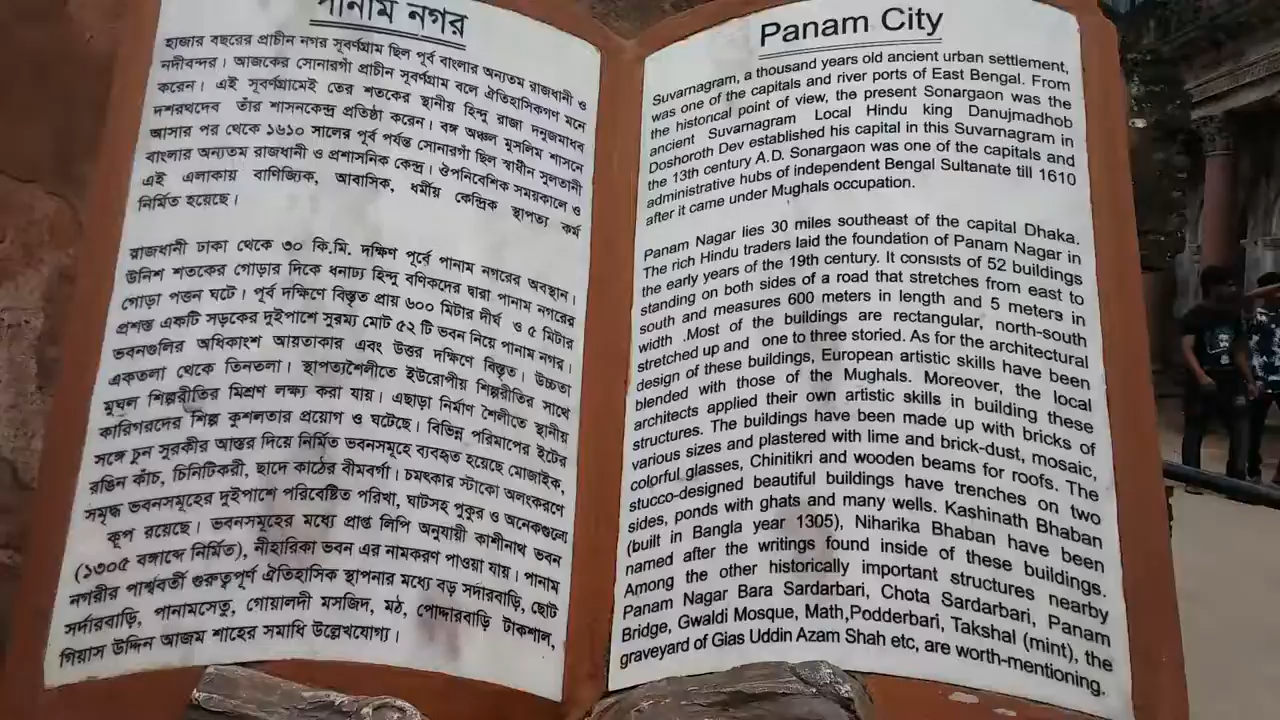 পানাম নগর
হাজার বছরের প্রাচীন নগর সুবর্ণগ্রাম ছিল পূর্ব বাংলার অন্যতম রাজধানী ও
নদীবন্দর। আজকের সোনারগাঁ প্রাচীন সুবর্ণগ্রাম বলে ঐতিহাসিকগণ মনে
করেন। এই সুবর্ণগ্রামেই তের শতকের স্থানীয় হিন্দু রাজা দনুজমাধব
দশরথদেব তাঁর শাসনকেন্দ্র প্রতিষ্ঠা করেন। বঙ্গ অঞ্চল মুসলিম শাসনে
আসার পর থেকে ১৬১০ সালের পূর্ব পর্যন্ত সোনারগাঁ ছিল স্বাধীন সুলতানী
বাংলার অন্যতম রাজধানী ও প্রশাসনিক কেন্দ্র। ঔপনিবেশিক সময়কালে ও
এই এলাকায় বাণিজ্যিক, আবাসিক, ধর্মীয় কেন্দ্রিক স্থাপত্য কর্ম
নির্মিত হয়েছে।
রাজধানী ঢাকা থেকে ৩০ কি.মি. দক্ষিণ পূর্বে পানাম নগরের অবস্থান।
উনিশ শতকের গোড়ার দিকে ধনাঢ্য হিন্দু বণিকদের দ্বারা পানাম নগরের
গোড়া পত্তন ঘটে। পূর্ব দক্ষিণে বিস্তৃত প্রায় ৬০০ মিটার দীর্ঘ ও ৫ মিটার
প্রশস্ত একটি সড়কের দুইপাশে সুরম্য মোট ৫২ টি ভবন নিয়ে পানাম নগর।
ভবনগুলির অধিকাংশ আয়তাকার এবং উত্তর দক্ষিণে বিস্তৃত। উচ্চতা
একতলা থেকে তিনতলা। স্থাপত্যশৈলীতে ইউরোপীয় শিল্পরীতির সাথে
মুঘল শিল্পরীতির মিশ্রণ লক্ষ্য করা যায়। এছাড়া নির্মাণ শৈলীতে স্থানীয়
কারিগরদের শিল্প কুশলতার প্রয়োগ ও ঘটেছে। বিভিন্ন পরিমাপের ইটের
সঙ্গে চুন সুরকীর আস্তর দিয়ে নির্মিত ভবনসমূহে ব্যবহৃত হয়েছে মোজাইক,
রঙিন কাঁচ, চিনিটিকরী, ছাদে কাঠের বীমবর্গা। চমৎকার স্টাকো অলংকরণে
সমৃদ্ধ ভবনসমূহের দুইপাশে পরিবেষ্টিত পরিখা, ঘাটসহ পুকুর ও অনেকগুলো
কূপ রয়েছে। ভবনসমূহের মধ্যে প্রাপ্ত লিপি অনুযায়ী কাশীনাথ ভবন
(১৩০৫ বঙ্গাব্দে নির্মিত), নীহারিকা ভবন এর নামকরণ পাওয়া যায়। পানাম
নগরীর পার্শ্ববর্তী গুরুত্বপূর্ণ ঐতিহাসিক স্থাপনার মধ্যে বড় সর্দারবাড়ি, ছোট
সর্দারবাড়ি, পানামসেতু, গোয়ালদী মসজিদ, মঠ, পোদ্দারবাড়ি টাকশাল,
গিয়াস উদ্দিন আজম শাহের সমাধি উল্লেখযোগ্য।
Panam City
Suvarnagram, a thousand years old ancient urban settlement,
was one of the capitals and river ports of East Bengal. From
the historical point of view, the present Sonargaon was the
ancient Suvarnagram Local Hindu king Danujmadhob
Doshoroth Dev established his capital in this Suvarnagram in
the 13th century A.D. Sonargaon was one of the capitals and
administrative hubs of independent Bengal Sultanate till 1610
after it came under Mughals occupation.
Panam Nagar lies 30 miles southeast of the capital Dhaka.
The rich Hindu traders laid the foundation of Panam Nagar in
the early years of the 19th century. It consists of 52 buildings
standing on both sides of a road that stretches from east to
south and measures 600 meters in length and 5 meters in
width .Most of the buildings are rectangular, north-south
stretched up and one to three storied. As for the architectural
design of these buildings, European artistic skills have been
blended with those of the Mughals. Moreover, the local
architects applied their own artistic skills in building these
structures. The buildings have been made up with bricks of
various sizes and plastered with lime and brick-dust, mosaic,
colorful glasses, Chinitikri and wooden beams for roofs. The
stucco-designed beautiful buildings have trenches on two
sides, ponds with ghats and many wells. Kashinath Bhaban
(built in Bangla year 1305), Niharika Bhaban have been
named after the writings found inside of these buildings.
Among the other historically important structures nearby
Panam Nagar Bara Sardarbari, Chota Sardarbari, Panam
Bridge, Gwaldi Mosque, Math,Podderbari, Takshal (mint), the
graveyard of Gias Uddin Azam Shah etc, are worth-mentioning.